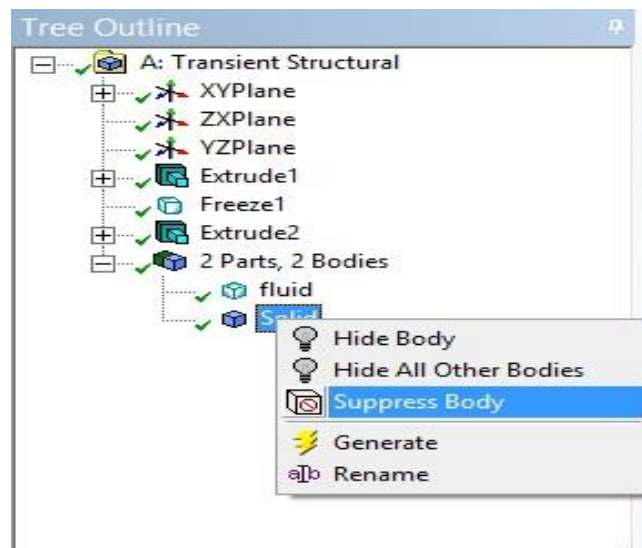 Tree Outline
A: Transient Structural
XYPlane
ZXPlane
YZPlane
Extrude1
Freeze1
Extrude2
2 Parts, 2 Bodies
fluid
Solid
Hide Body
Hide All Other Bodies
Suppress Body
Generate
Rename